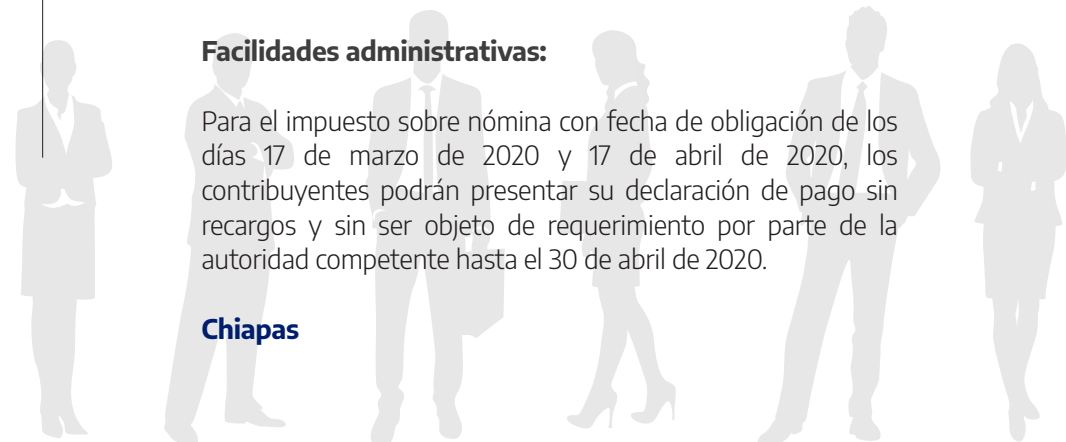 Facilidades administrativas:
Para el impuesto sobre nómina con fecha de obligación de los
días 17 de marzo de 2020 y 17 de abril de 2020, los
contribuyentes podrán presentar su declaración de pago sin
recargos y sin ser objeto de requerimiento por parte de la
autoridad competente hasta el 30 de abril de 2020.
Chiapas